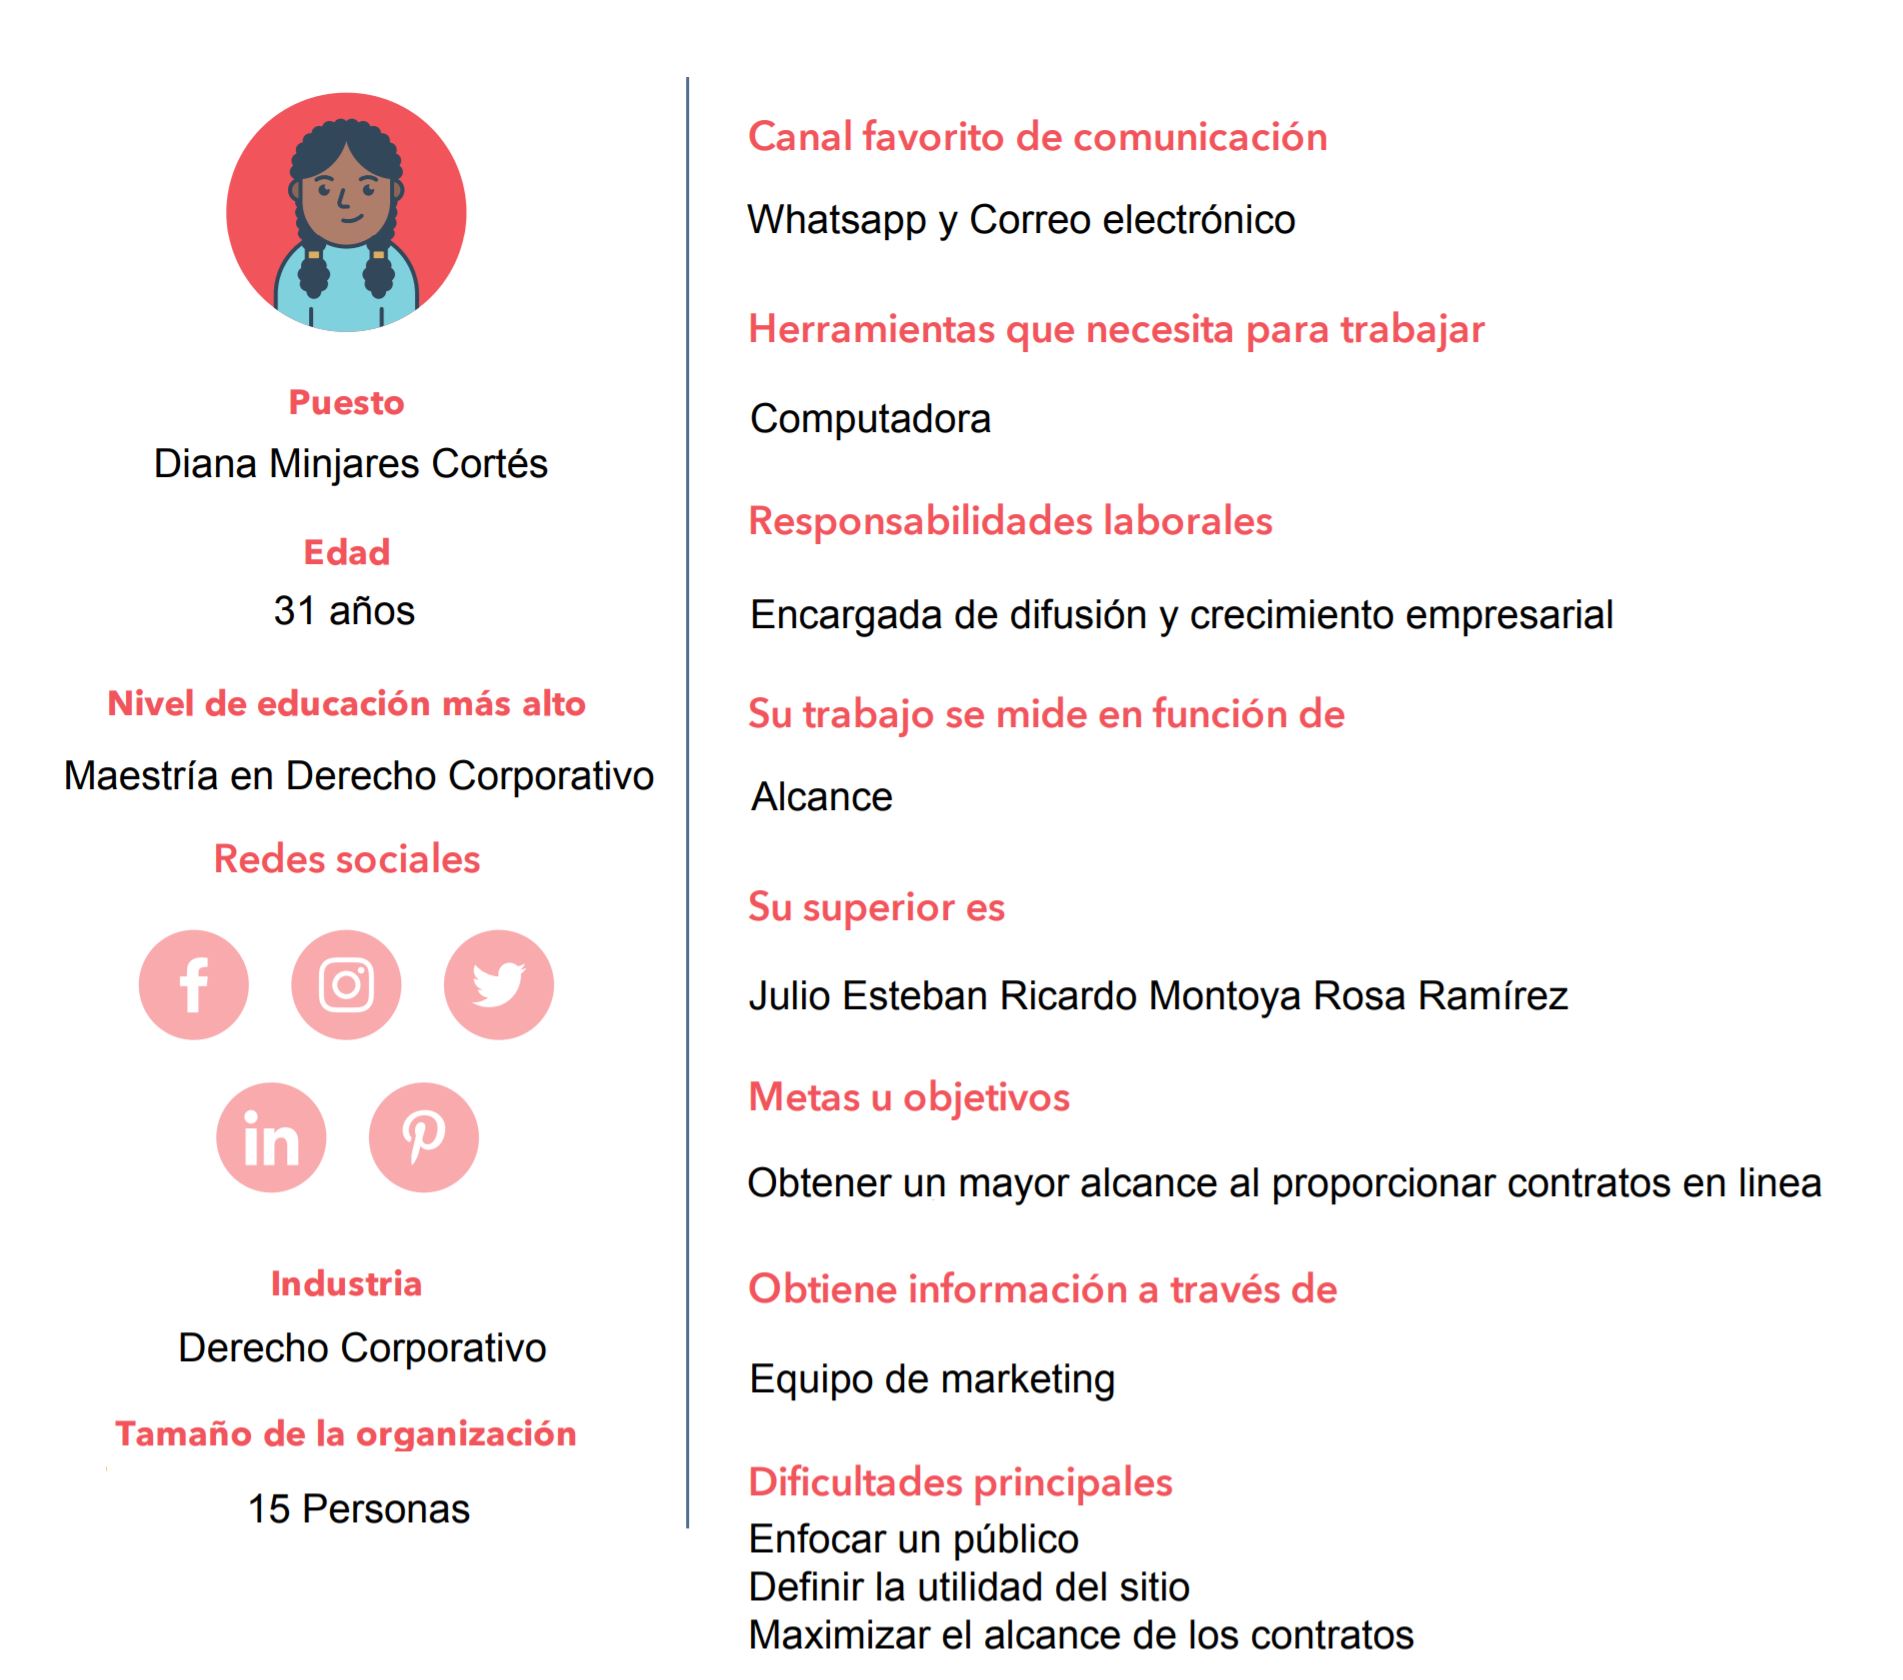 Puesto
Diana Minjares Cortés
Edad
31 años
Nivel de educación más alto
Maestría en Derecho Corporativo
Redes sociales
Industria
Derecho Corporativo
Tamaño de la organización
15 Personas
Canal favorito de comunicación
Whatsapp y Correo electrónico
Herramientas que necesita para trabajar
Computadora
Responsabilidades laborales
Encargada de difusión y crecimiento empresarial
Su trabajo se mide en función de
Alcance
Su superior es
Julio Esteban Ricardo Montoya Rosa Ramírez
Metas u objetivos
Obtener un mayor alcance al proporcionar contratos en linea
Obtiene información a través de
Equipo de marketing
Dificultades principales
Enfocar un público
Definir la utilidad del sitio
Maximizar el alcance de los contratos